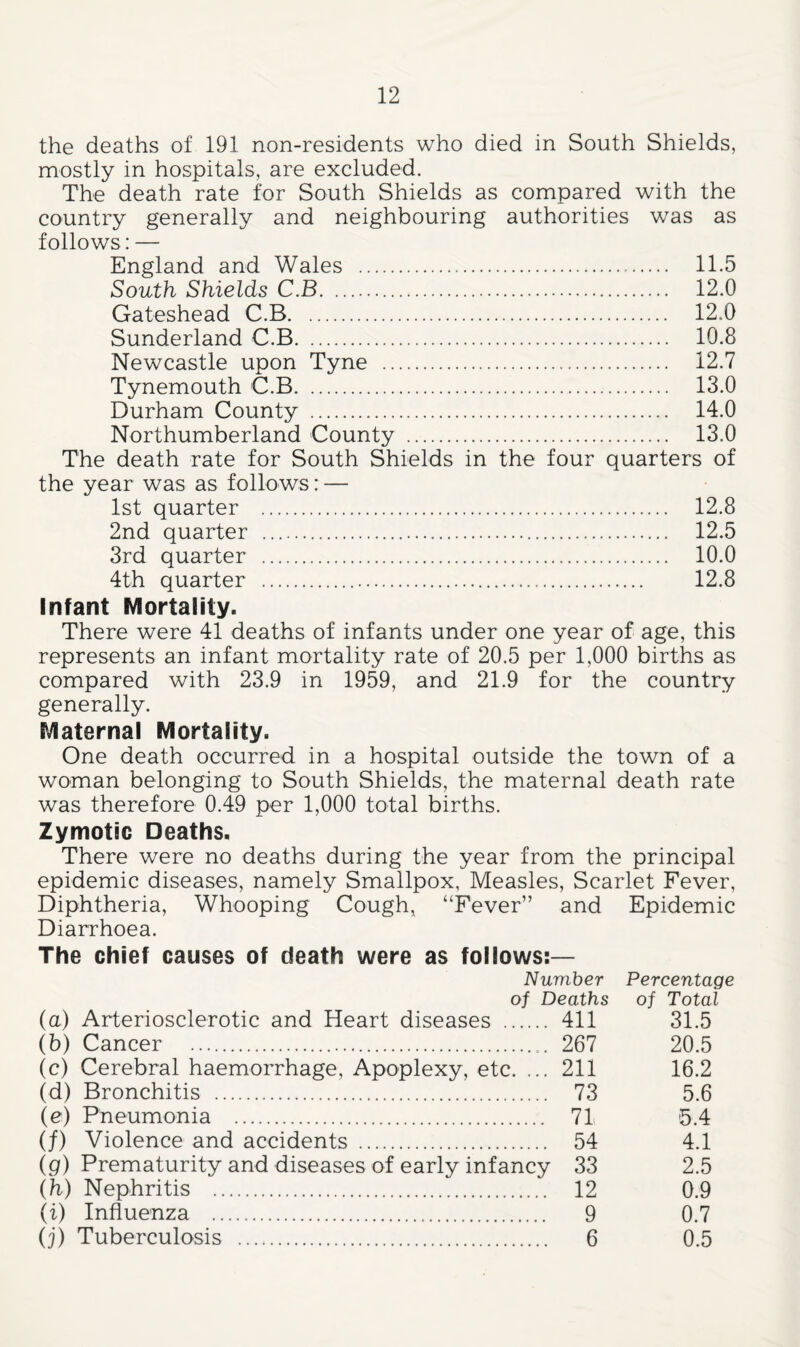 12
the deaths of 191 non-residents who died in South Shields,
mostly in hospitals, are excluded.
The death rate for South Shields as compared with the
country generally and neighbouring authorities was as
follows: —
England and Wales ........ 11.5
South Shields C.B. ........ 12.0
Gateshead C.B. ........ 12.0
Sunderland C.B. ........ 10.8
Newcastle upon Tyne ........ 12.7
Tynemouth C.B. ........ 13.0
Durham County ........ 14.0
Northumberland County ........ 13.0
The death rate for South Shields in the four quarters of
the year was as follows: —
1st quarter ........ 12.8
2nd quarter ........ 12.5
3rd quarter ........ 10.0
4th quarter ........ 12.8
Infant Mortality.
There were 41 deaths of infants under one year of age, this
represents an infant mortality rate of 20.5 per 1,000 births as
compared with 23.9 in 1959, and 21.9 for the country
generally.
Maternal Mortality.
One death occurred in a hospital outside the town of a
woman belonging to South Shields, the maternal death rate
was therefore 0.49 per 1,000 total births.
Zymotic Deaths.
There were no deaths during the year from the principal
epidemic diseases, namely Smallpox, Measles, Scarlet Fever,
Diphtheria, Whooping Cough, “Fever” and Epidemic
Diarrhoea.
The chief causes of death were as follows:—
Number Percentage
of Deaths of Total
(a) Arteriosclerotic and Heart diseases ...... 411 31.5
(b) Cancer ........ 267 20.5
(c) Cerebral haemorrhage, Apoplexy, etc. ... 211 16.2
(d) Bronchitis ........ 73 5.6
(e) Pneumonia ........ 71 5.4
(f) Violence and accidents ........ 54 4.1
(g) Prematurity and diseases of early infancy 33 2.5
(h) Nephritis ........ 12 0.9
(i) Influenza ........ 9 0.7
(j) Tuberculosis ........ 6 0.5